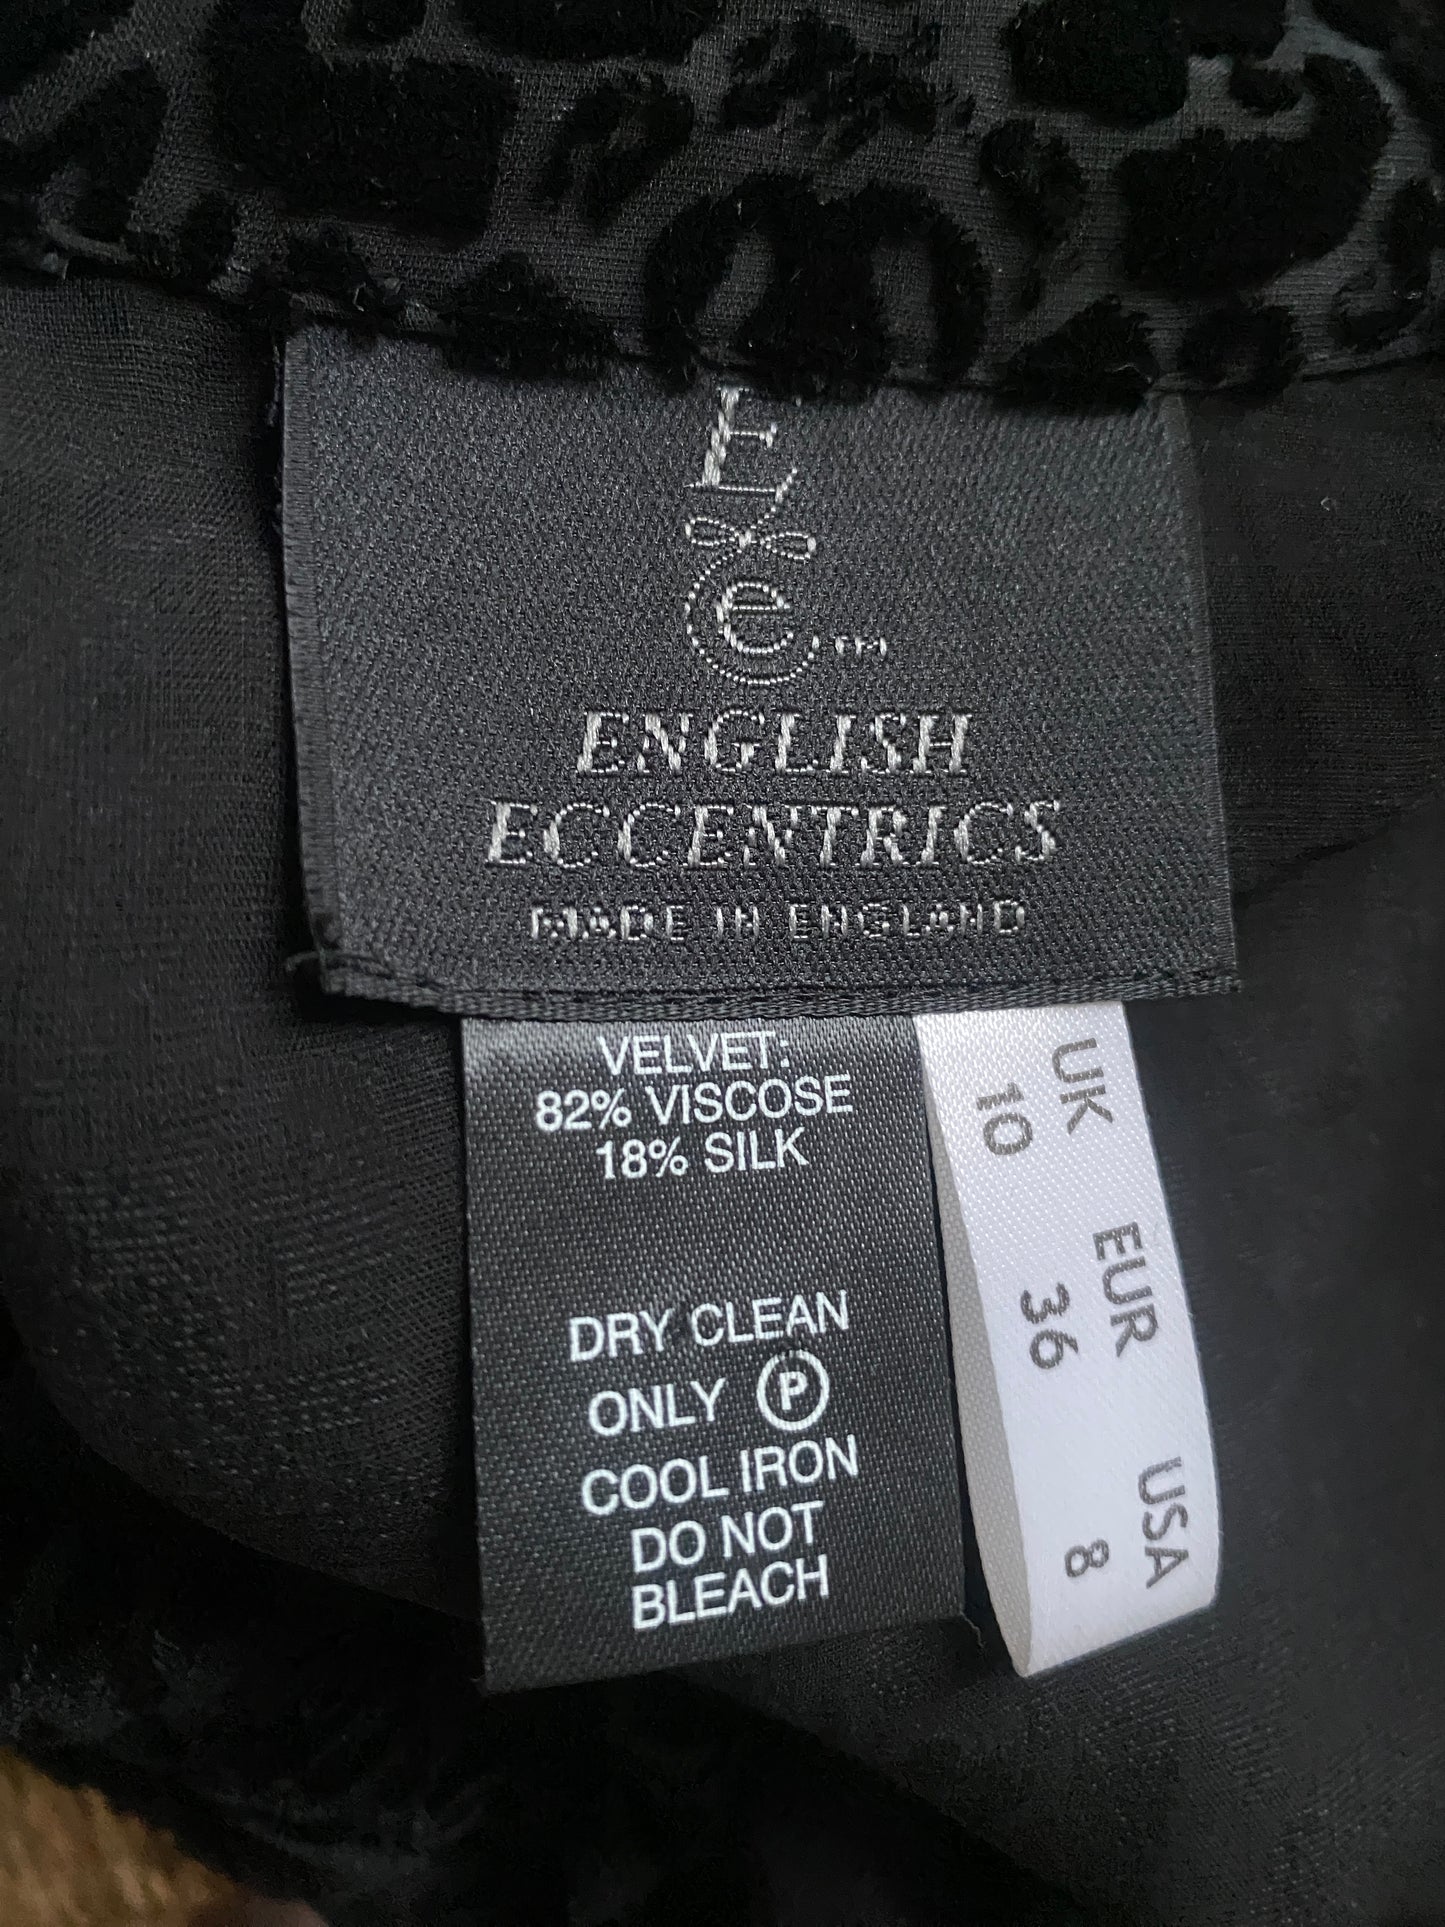 E
e™
ENGLISH
ECCENTRICS
MADE IN ENGLAND
VELVET:
82% VISCOSE
18% SILK
DRY CLEAN
ONLY Ⓟ
COOL IRON
DO NOT
BLEACH
UK EUR USA
10 36 8